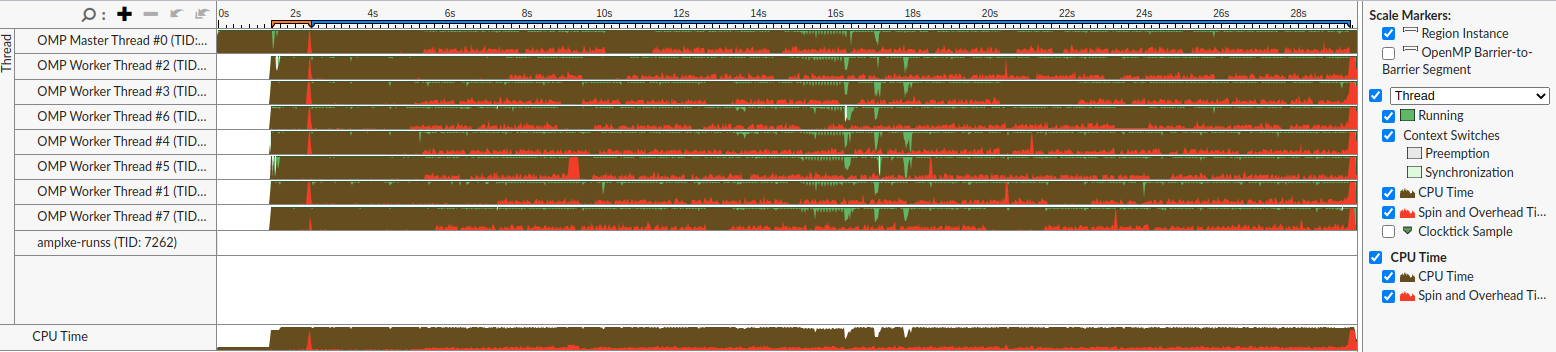 0s 2s 4s 6s 8s 10s 12s 14s 16s 18s 20s 22s 24s 26s 28s
Thread
OMP Master Thread #0 (TID:...
OMP Worker Thread #2 (TID...
OMP Worker Thread #3 (TID...
OMP Worker Thread #6 (TID...
OMP Worker Thread #4 (TID...
OMP Worker Thread #5 (TID...
OMP Worker Thread #1 (TID...
OMP Worker Thread #7 (TID...
amplxe-runss (TID: 7262)
CPU Time
Scale Markers:
Region Instance
OpenMP Barrier-to-
Barrier Segment
Thread
Running
Context Switches
Preemption
Synchronization
CPU Time
Spin and Overhead Ti...
Clocktick Sample
CPU Time
CPU Time
Spin and Overhead Ti...